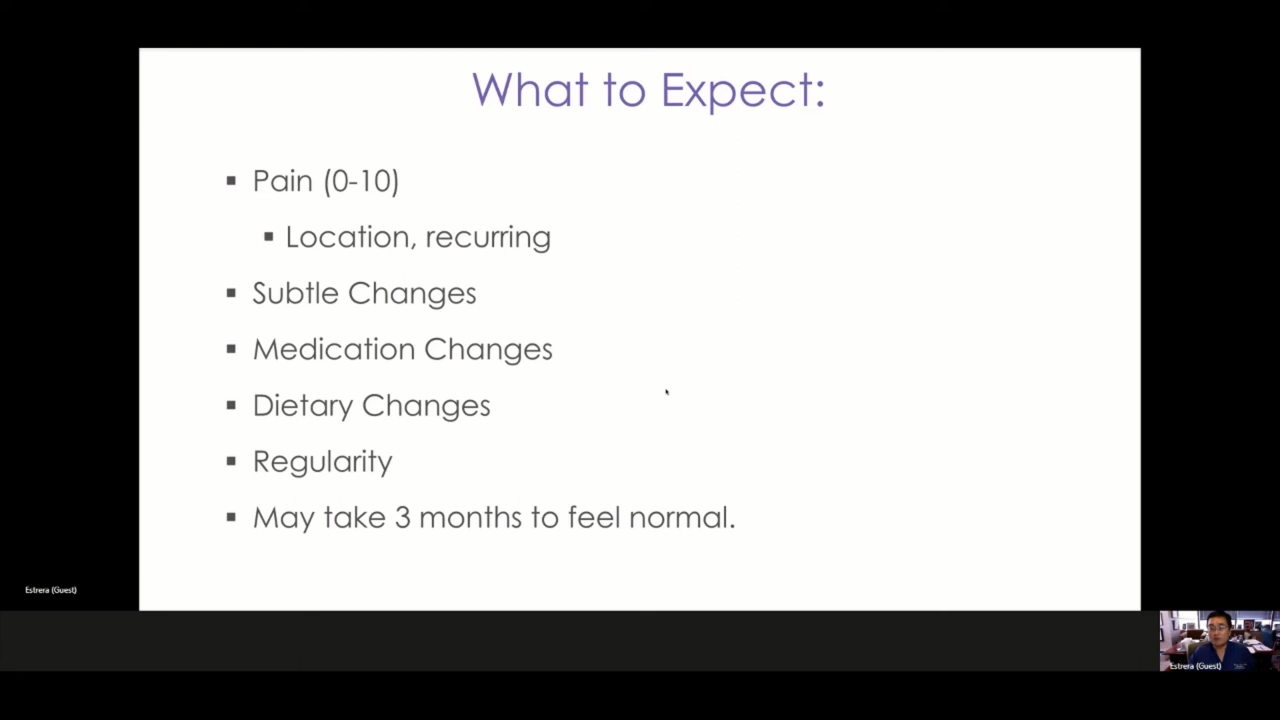 What to Expect:
Pain (0-10)
Location, recurring
Subtle Changes
Medication Changes
Dietary Changes
Regularity
May take 3 months to feel normal.
Estrera (Guest)
Estrera (Guest)